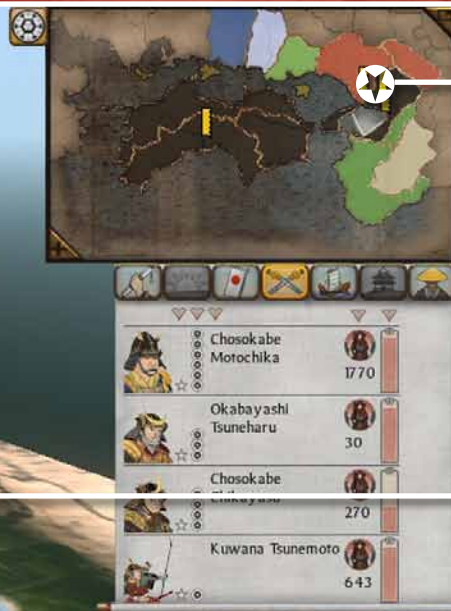 Chosokabe
Motochika
1770
Okabayashi
Tsuneharu
30
Chosokabe
270
Kuwana Tsunemoto
643